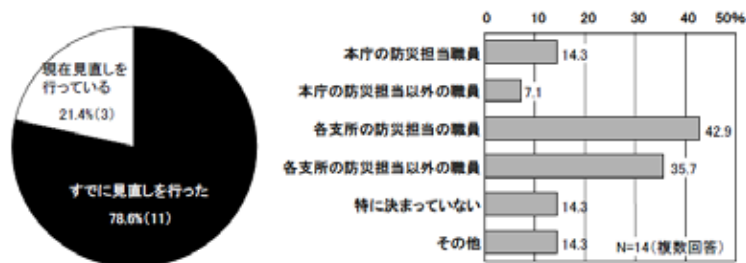 現在見直しを
行っている
21.4%(3)
すでに見直しを行った
78.6%(11)
0 10 20 30 40 50%
本庁の防災担当職員 14.3
本庁の防災担当以外の職員 7.1
各支所の防災担当の職員 42.9
各支所の防災担当以外の職員 35.7
特に決まっていない 14.3
その他 14.3
N=14(複数回答)